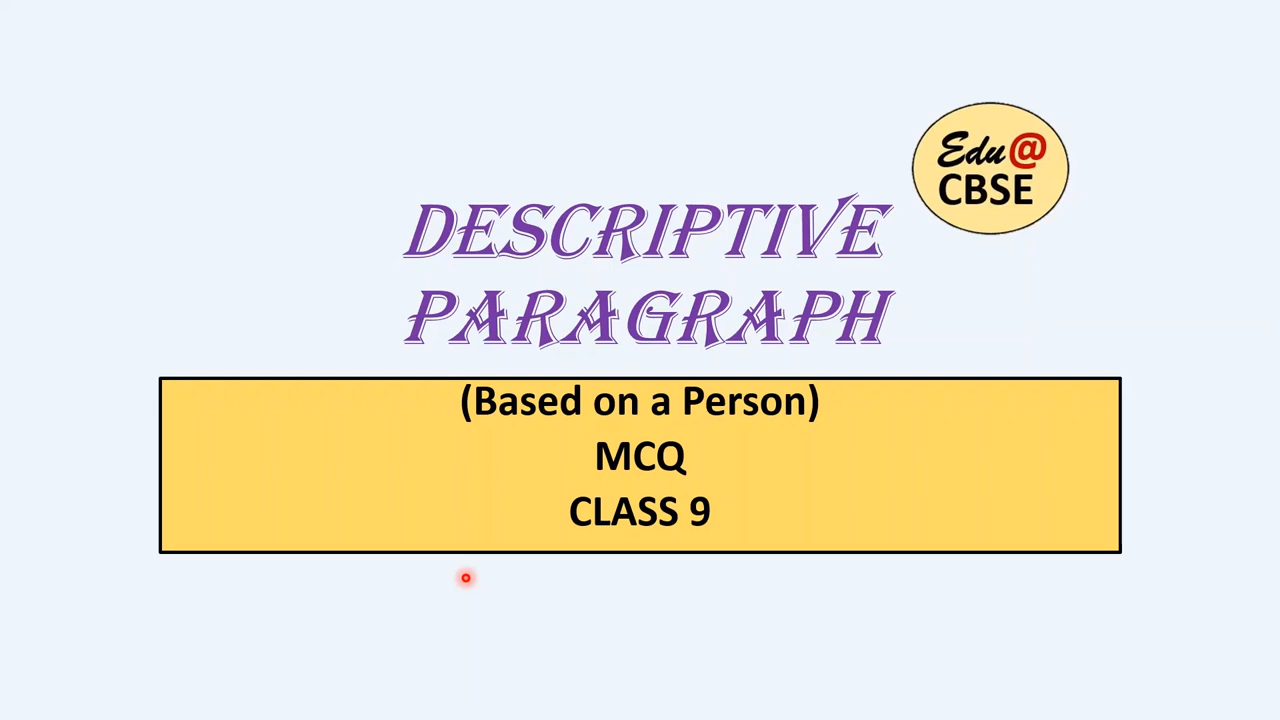 Edu@
CBSE
DESCRIPTIVE
PARAGRAPH
(Based on a Person)
MCQ
CLASS 9